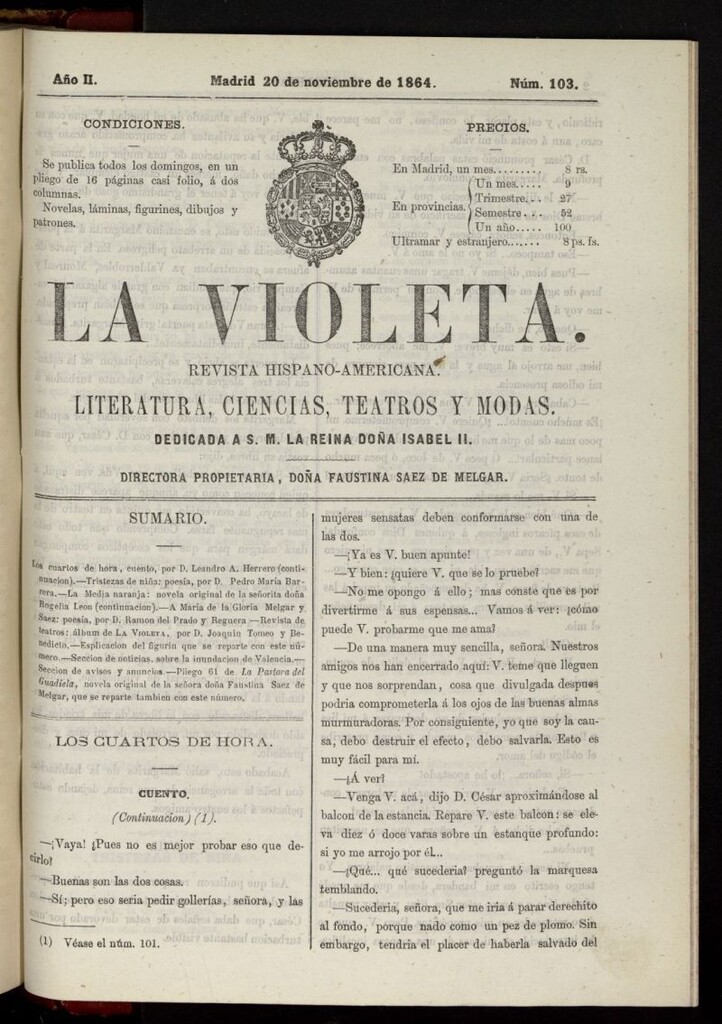 Año II.
Madrid 20 de noviembre de 1864.
Núm. 103.
CONDICIONES.
Se publica todos los domingos, en un
pliego de 16 páginas casi folio, á dos
columnas.
Novelas, láminas, figurines, dibujos y
patrones.
PRECIOS.
En Madrid, un mes......... 8 rs.
En provincias.
Un mes..... 9
Trimestre... 27
Semestre... 52
Un año..... 100
Ultramar y estranjero...... 8 ps. fs.
LA VIOLETA.
REVISTA HISPANO-AMERICANA.
LITERATURA, CIENCIAS, TEATROS Y MODAS.
DEDICADA A S. M. LA REINA DOÑA ISABEL II.
DIRECTORA PROPIETARIA, DOÑA FAUSTINA SAEZ DE MELGAR.
SUMARIO.
Los cuartos de hora, cuento, por D. Leandro A. Herrero (conti-
nuacion).—Tristezas de niña: poesía, por D. Pedro María Bar-
rera.—La Media naranja: novela original de la señorita doña
Rogelia Leon (continuacion).—A María de la Gloria Melgar y
Saez: poesía, por D. Ramon del Prado y Reguera—Revista de
teatros: álbum de LA VIOLETA, por D. Joaquin Tomeo y Be-
nedicto.—Esplicacion del figurin que se reparte con este nú-
mero.—Seccion de noticias, sobre la inundacion de Valencia.—
Seccion de avisos y anuncios.—Pliego 61 de La Pastora del
Guadiela, novela original de la señora doña Faustina Saez de
Melgar, que se reparte tambien con este número.
LOS CUARTOS DE HORA.
CUENTO.
(Continuacion) (1).
—¡Vaya! ¿Pues no es mejor probar eso que de-
cirlo?
—Buenas son las dos cosas.
—Sí; pero eso seria pedir gollerías, señora, y las
(1) Véase el núm. 101.
mujeres sensatas deben conformarse con una de
las dos.
—¡Ya es V. buen apunte!
—Y bien: ¿quiere V. que se lo pruebe?
—No me opongo á ello; mas conste que es por
divertirme á sus espensas... Vamos á ver: ¿cómo
puede V. probarme que me ama?
—De una manera muy sencilla, señora. Nuestros
amigos nos han encerrado aquí: V. teme que lleguen
y que nos sorprendan, cosa que divulgada despues
podria comprometerla á los ojos de las buenas almas
murmuradoras. Por consiguiente, yo que soy la cau-
sa, debo destruir el efecto, debo salvarla. Esto es
muy fácil para mí.
—¿Á ver?
—Venga V. acá, dijo D. César aproximándose al
balcon de la estancia. Repare V. este balcon: se ele-
va diez ó doce varas sobre un estanque profundo:
si yo me arrojo por él...
—¿Qué... qué sucederia? preguntó la marquesa
temblando.
—Sucederia, señora, que me iria á parar derechito
al fondo, porque nado como un pez de plomo. Sin
embargo, tendria el placer de haberla salvado del